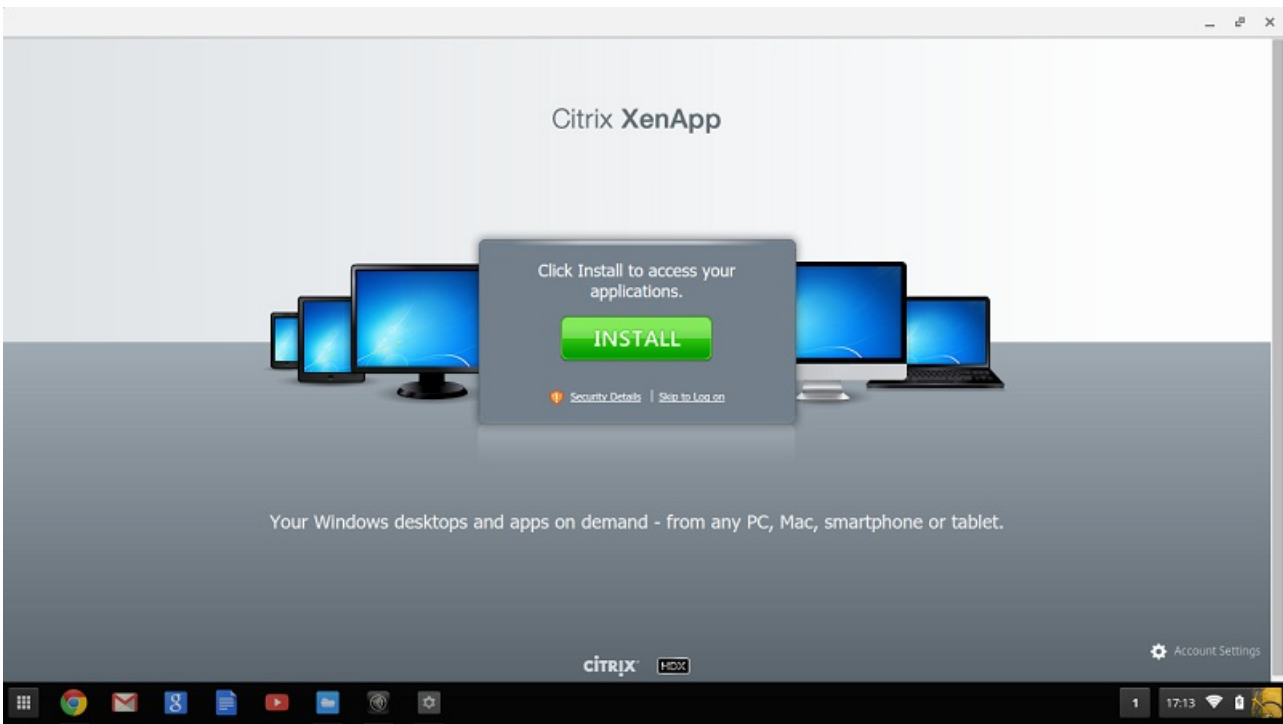 Citrix XenApp
Click Install to access your
applications.
INSTALL
Security Details | Skip to Log on
Your Windows desktops and apps on demand - from any PC, Mac, smartphone or tablet.
Account Settings
CITRIX HDX
8
1 17:13